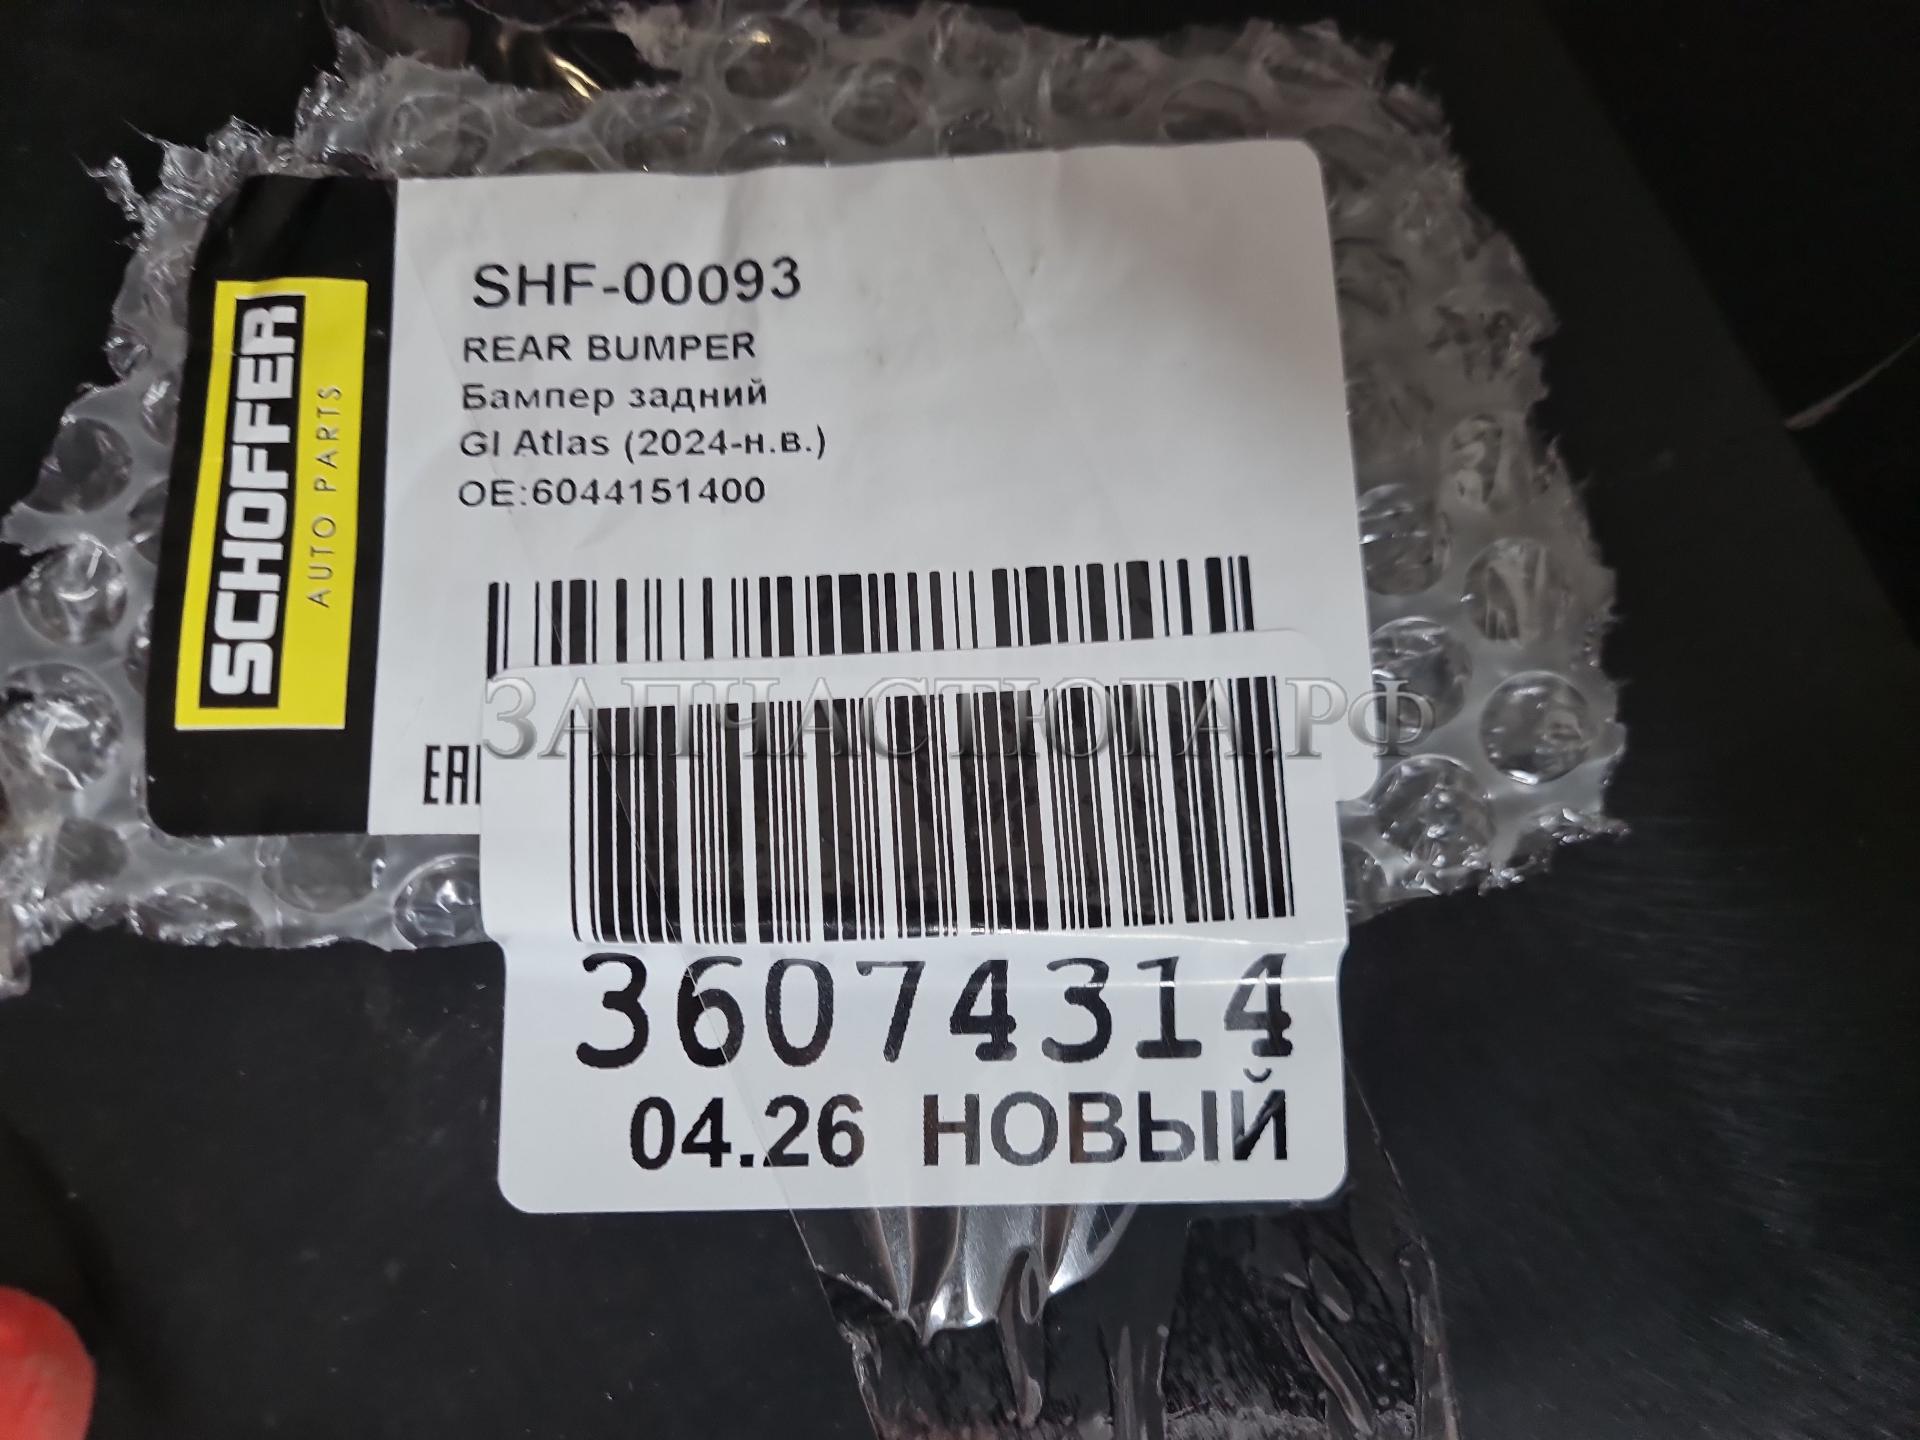 SCHOFFER
AUTO PARTS
SHF-00093
REAR BUMPER
Бампер задний
Gl Atlas (2024-н.в.)
OE:6044151400
ЗАПЧАСТЮГА.РФ
36074314
04.26 НОВЫЙ